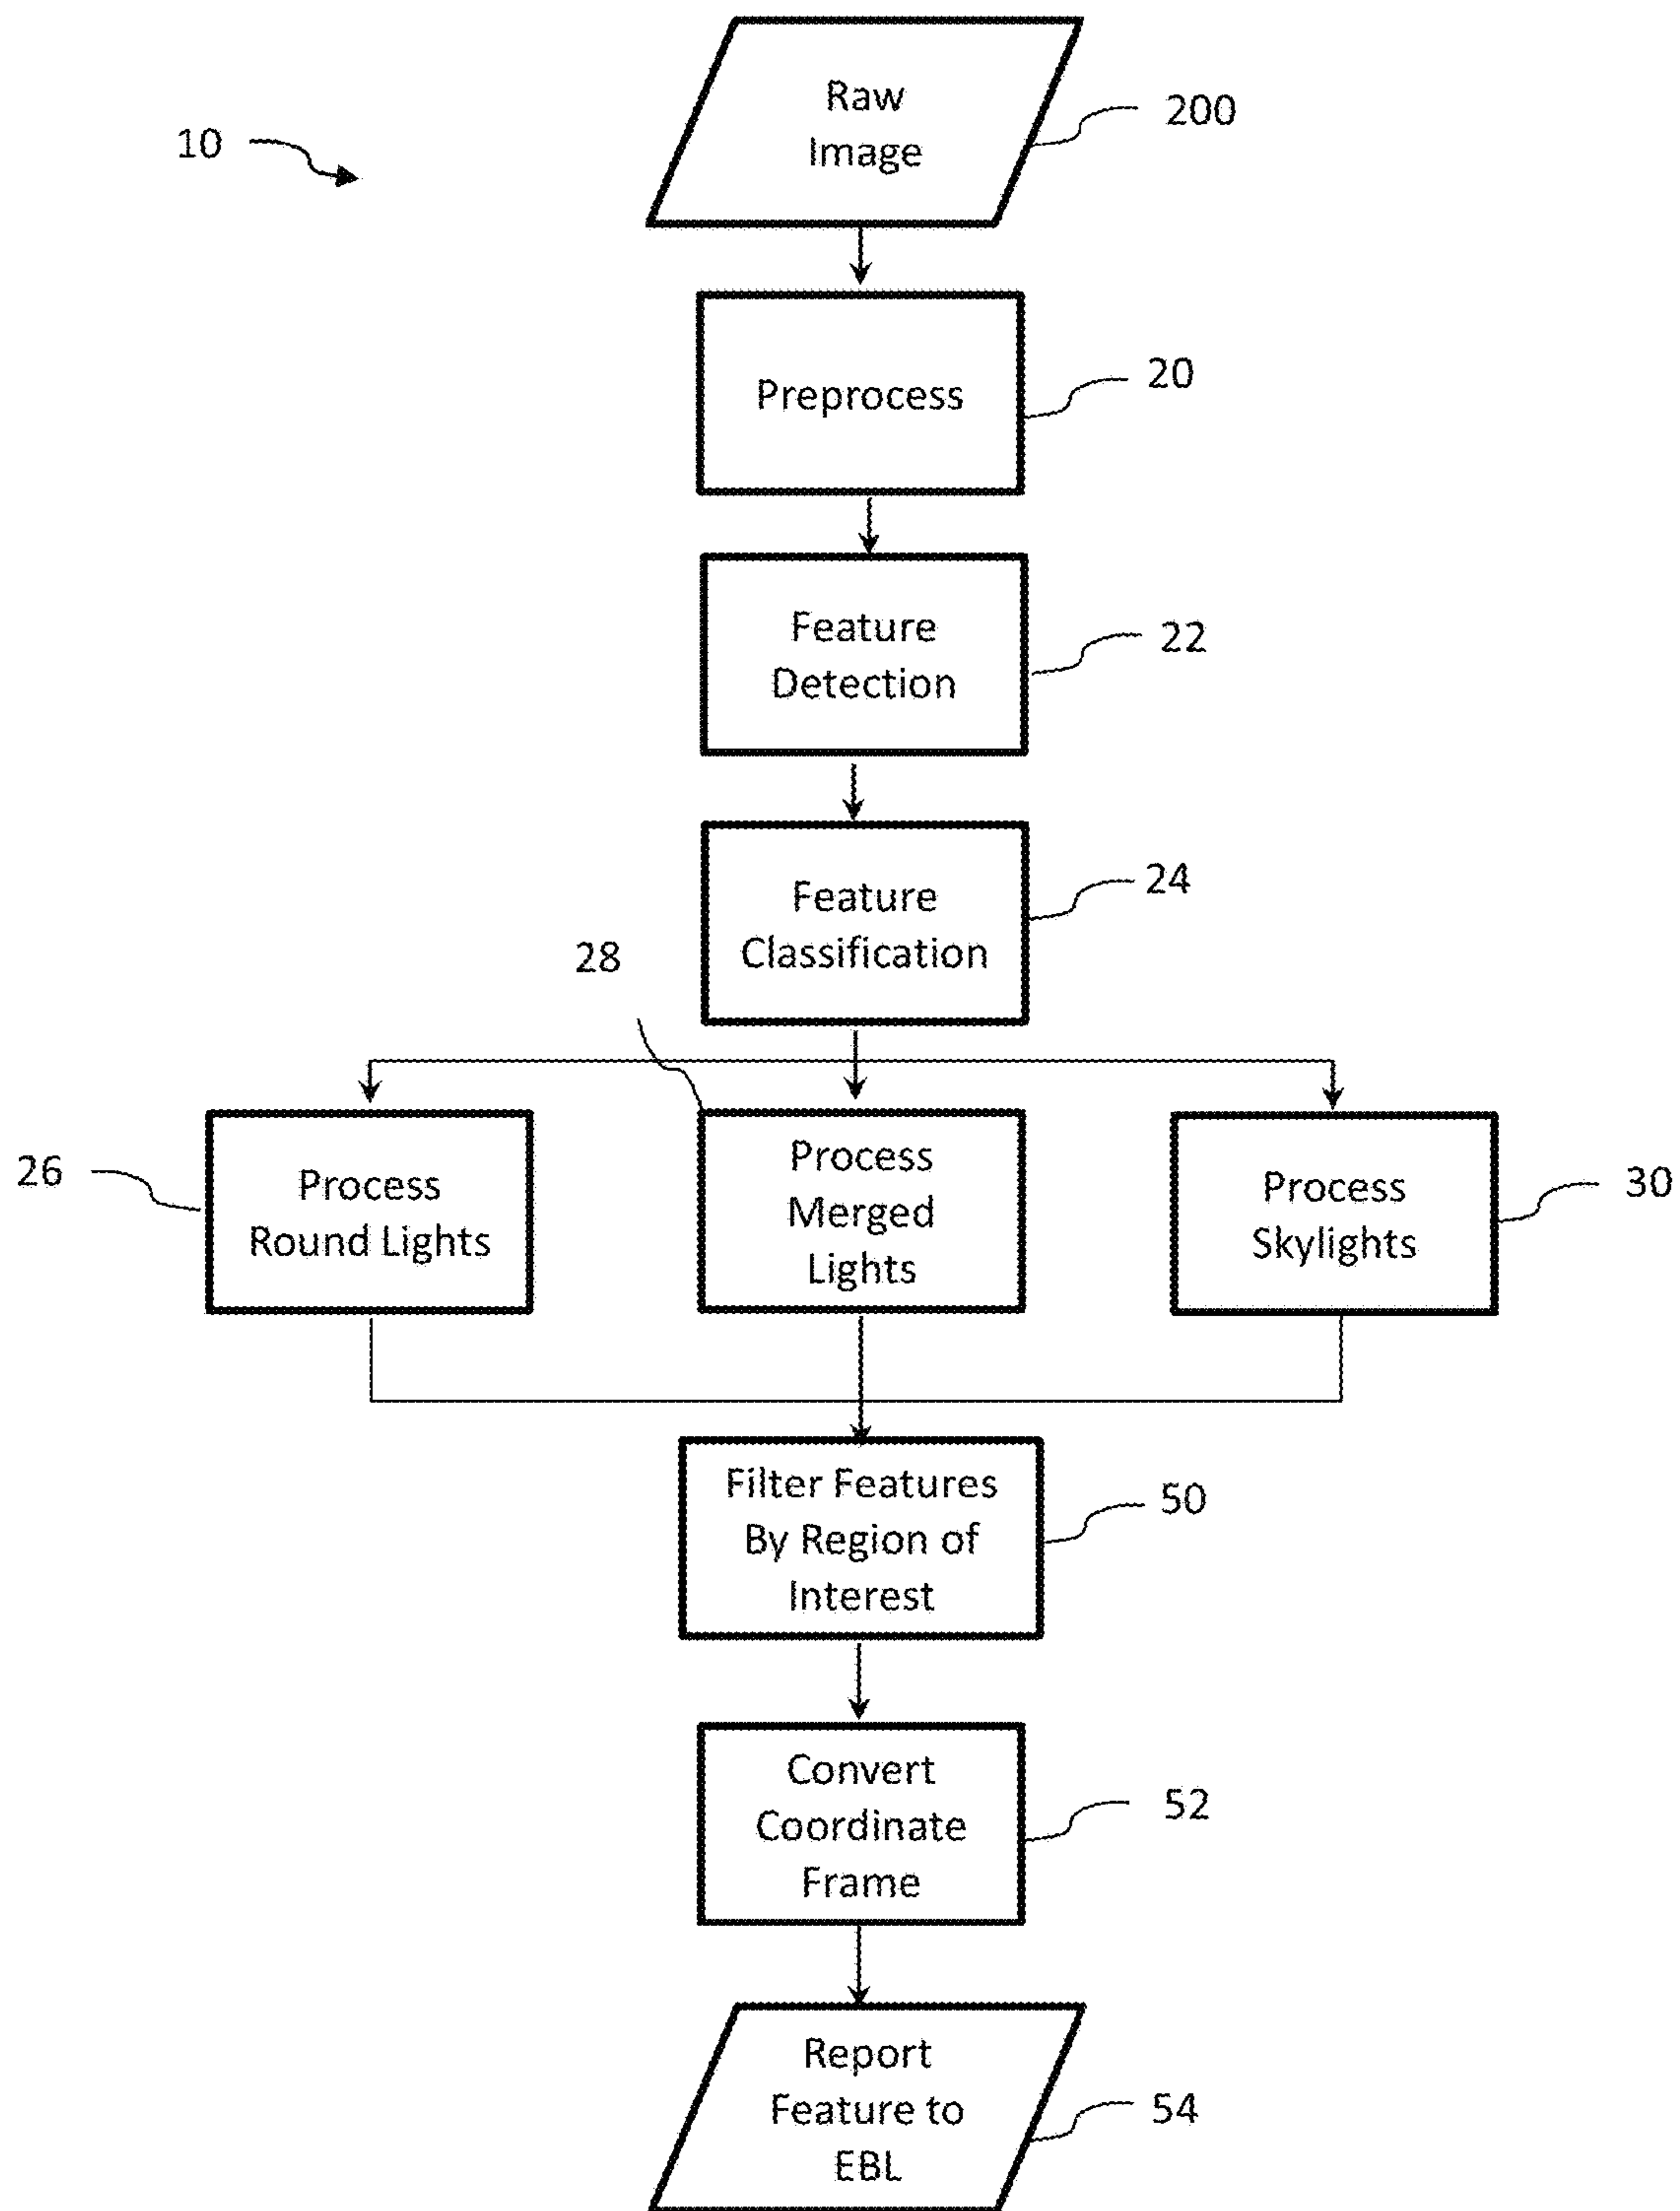 Raw
Image
200
10
Preprocess
20
Feature
Detection
22
Feature
Classification
24
28
26
Process
Round Lights
Process
Merged
Lights
Process
Skylights
30
Filter Features
By Region of
Interest
50
Convert
Coordinate
Frame
52
Report
Feature to
EBL
54